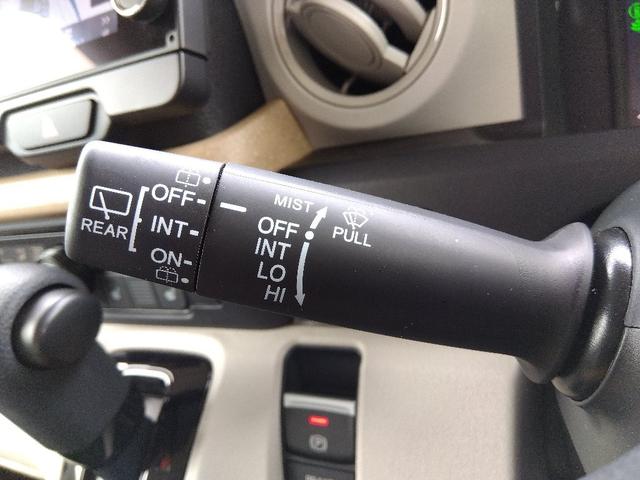 REAR
OFF
INT
ON
MIST
OFF
INT
LO
HI
PULL
P